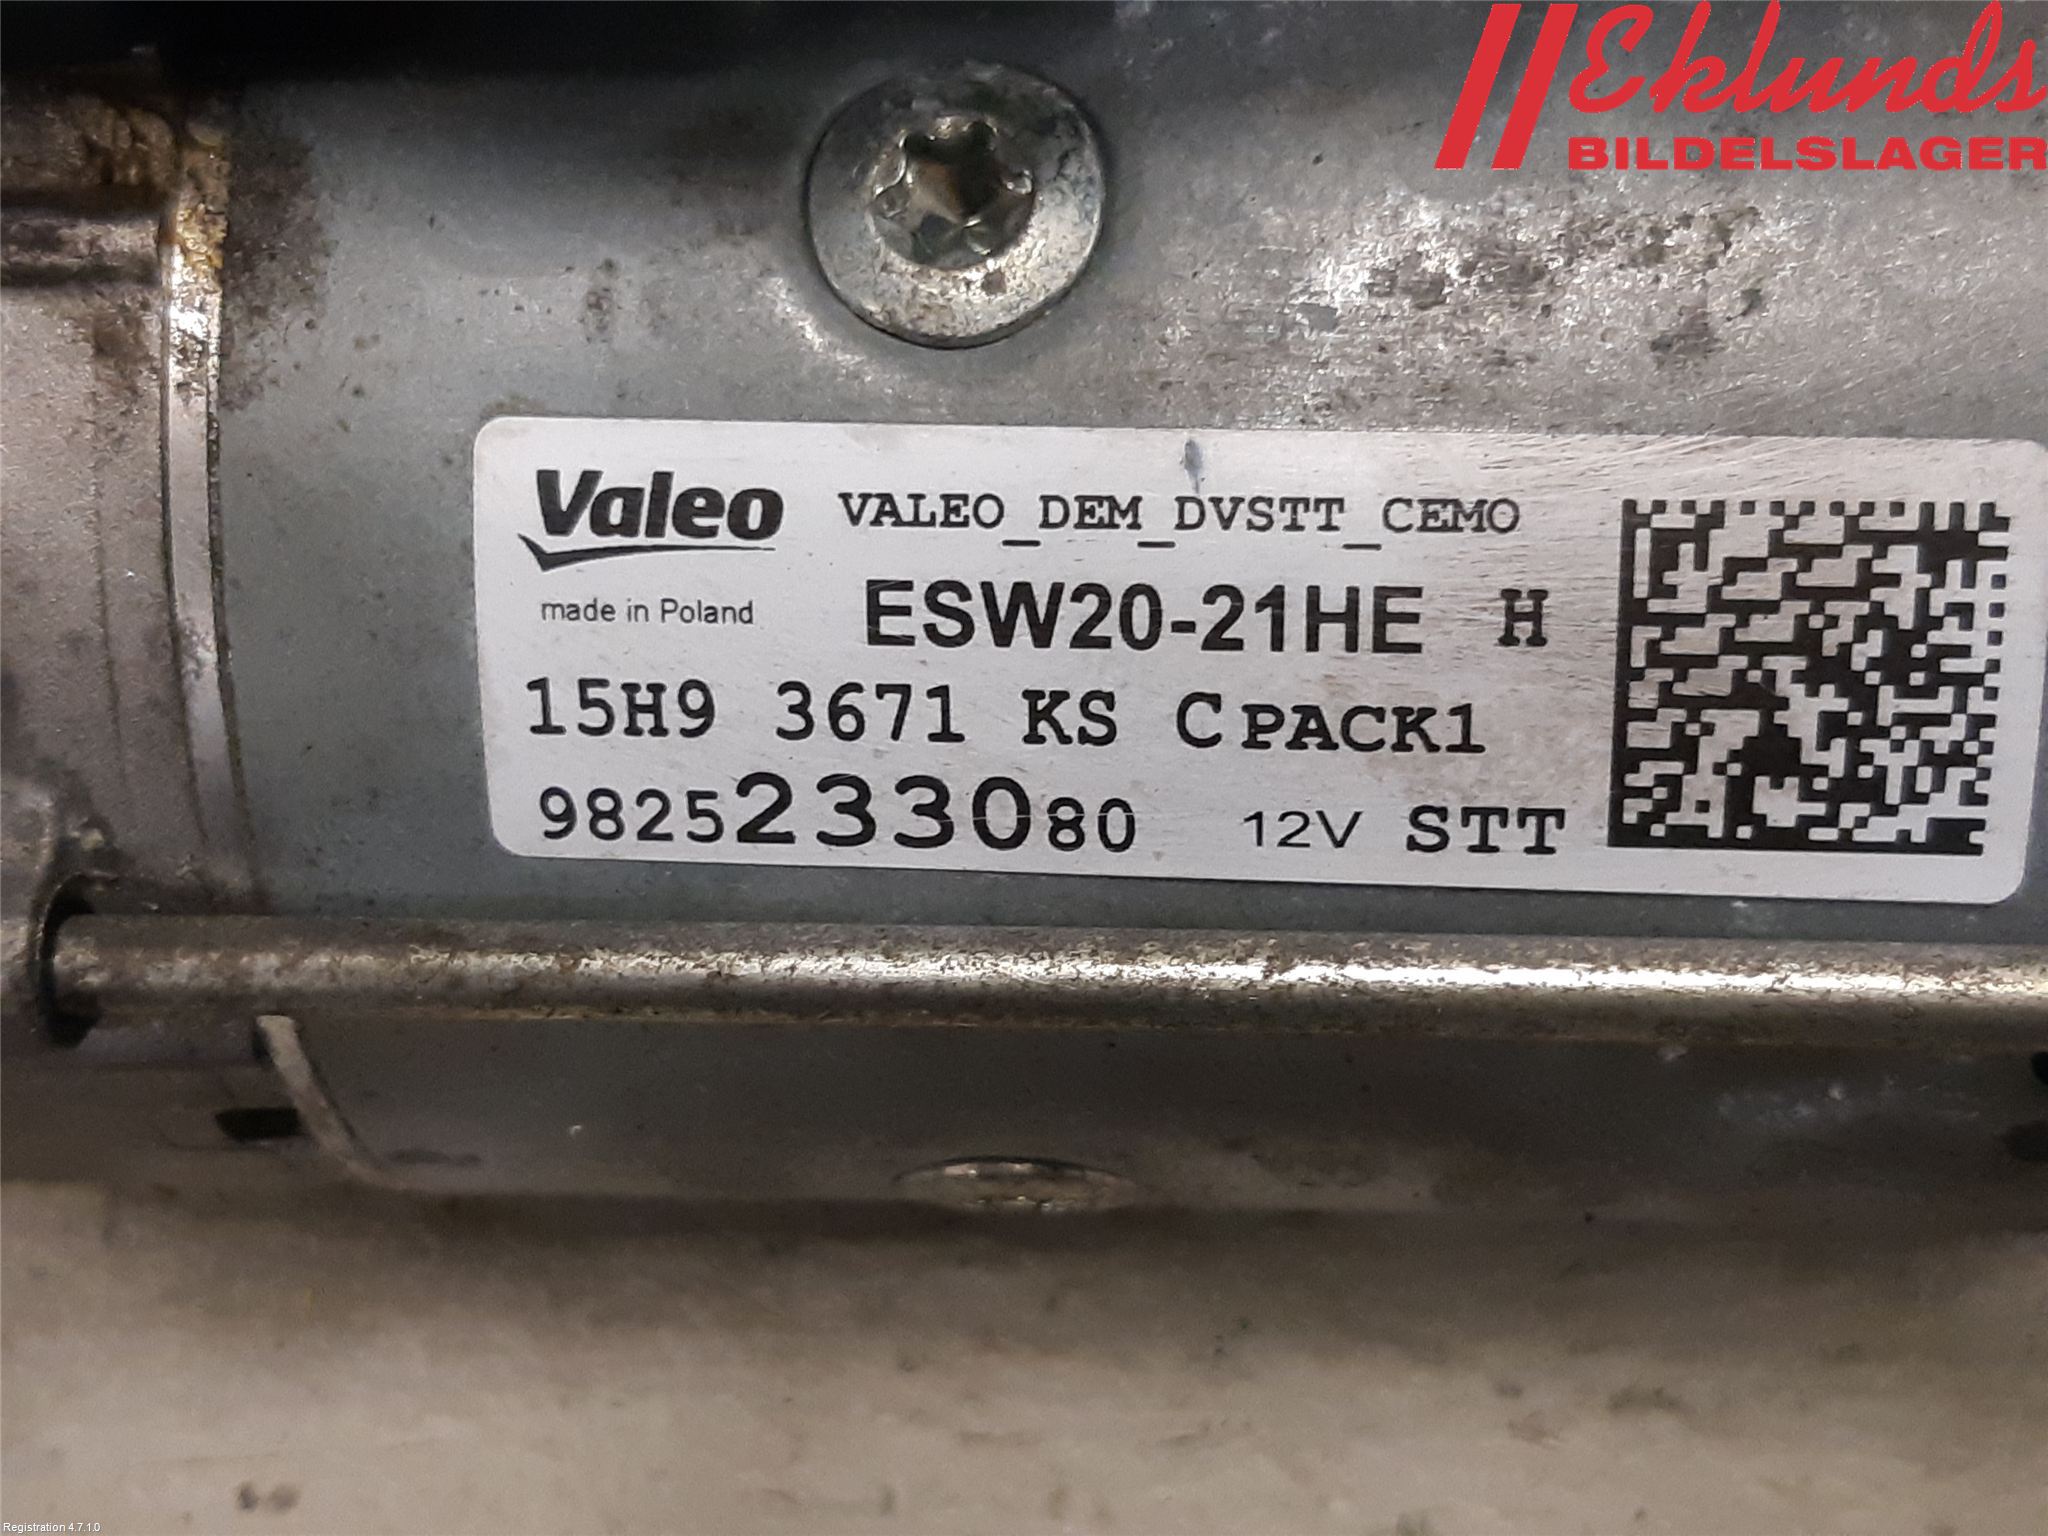 Eklunds
BILDELSLAGER
Valeo VALEO_DEM_DVSTT_CEMO
made in Poland ESW20-21HE H
15H9 3671 KS C PACK1
9825233080 12V STT
Registration 4.7.1.0